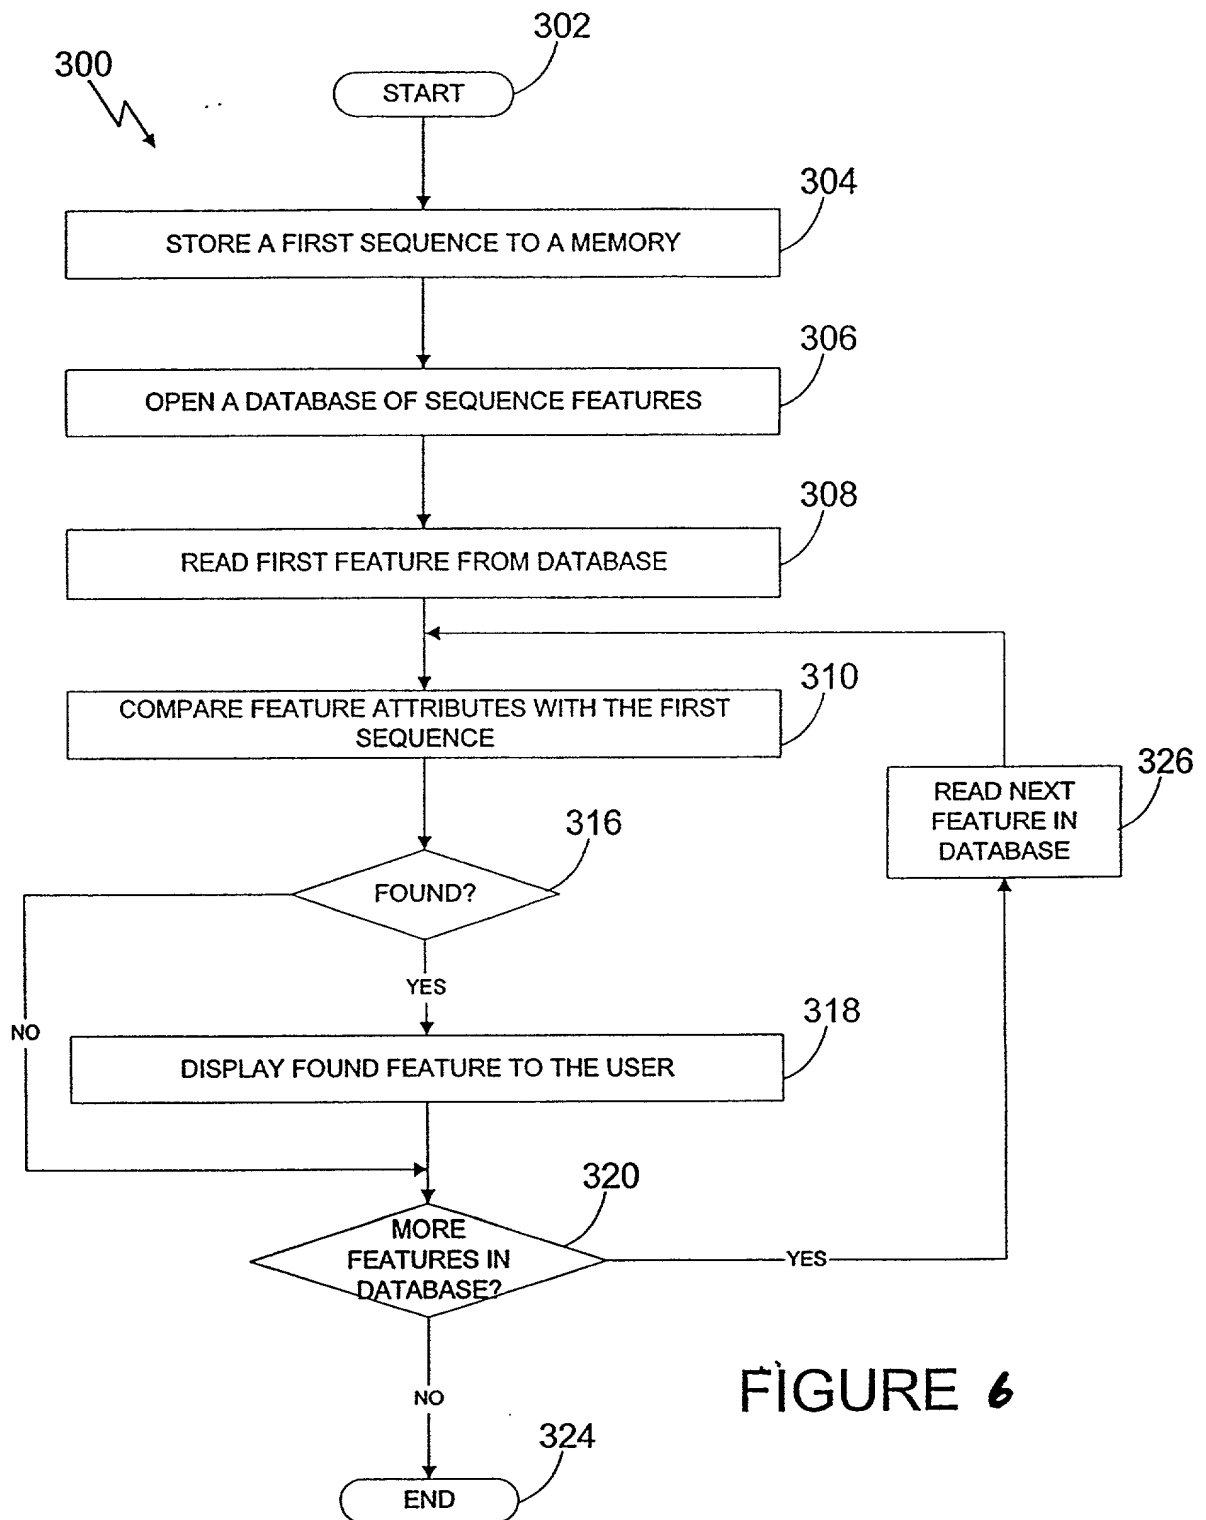 302
300
START
304
STORE A FIRST SEQUENCE TO A MEMORY
306
OPEN A DATABASE OF SEQUENCE FEATURES
308
READ FIRST FEATURE FROM DATABASE
310
COMPARE FEATURE ATTRIBUTES WITH THE FIRST
SEQUENCE
326
READ NEXT
FEATURE IN
DATABASE
316
FOUND?
YES
NO
318
DISPLAY FOUND FEATURE TO THE USER
320
MORE
FEATURES IN
DATABASE?
YES
NO
FIGURE 6
324
END